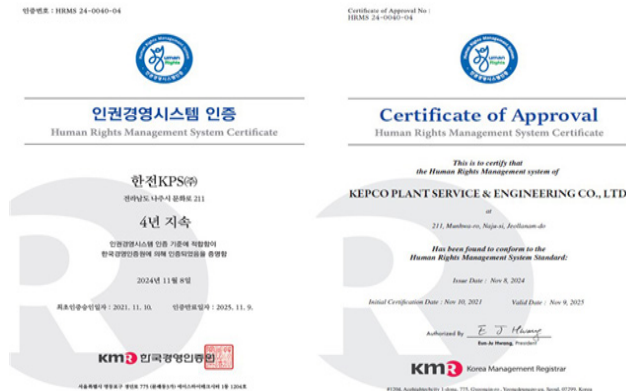 인증번호 : HRMS 24-0040-04
Human Rights
인권경영시스템 인증
Human Rights Management System Certificate
한전KPS㈜
전라남도 나주시 문화로 211
4년 지속
인권경영시스템 인증 기준에 적합함이
한국경영인증원에 의해 인증되었음을 증명함
2024년 11월 8일
최초인증승인일자 : 2021. 11. 10. 인증만료일자 : 2025. 11. 9.
KMR 한국경영인증원
Certificate of Approval No :
HRMS 24-0040-04
Human Rights
Certificate of Approval
Human Rights Management System Certificate
This is to certify that
the Human Rights Management system of
KEPCO PLANT SERVICE & ENGINEERING CO., LTD
at
211, Munhwa-ro, Naju-si, Jeollanam-do
Has been found to conform to the
Human Rights Management System Standard:
Issue Date : Nov 8, 2024
Initial Certification Date : Nov 10, 2021 Valid Date : Nov 9, 2025
Authorized By E J Hwang
Eun Ju Hwang, President
KMR Korea Management Registrar